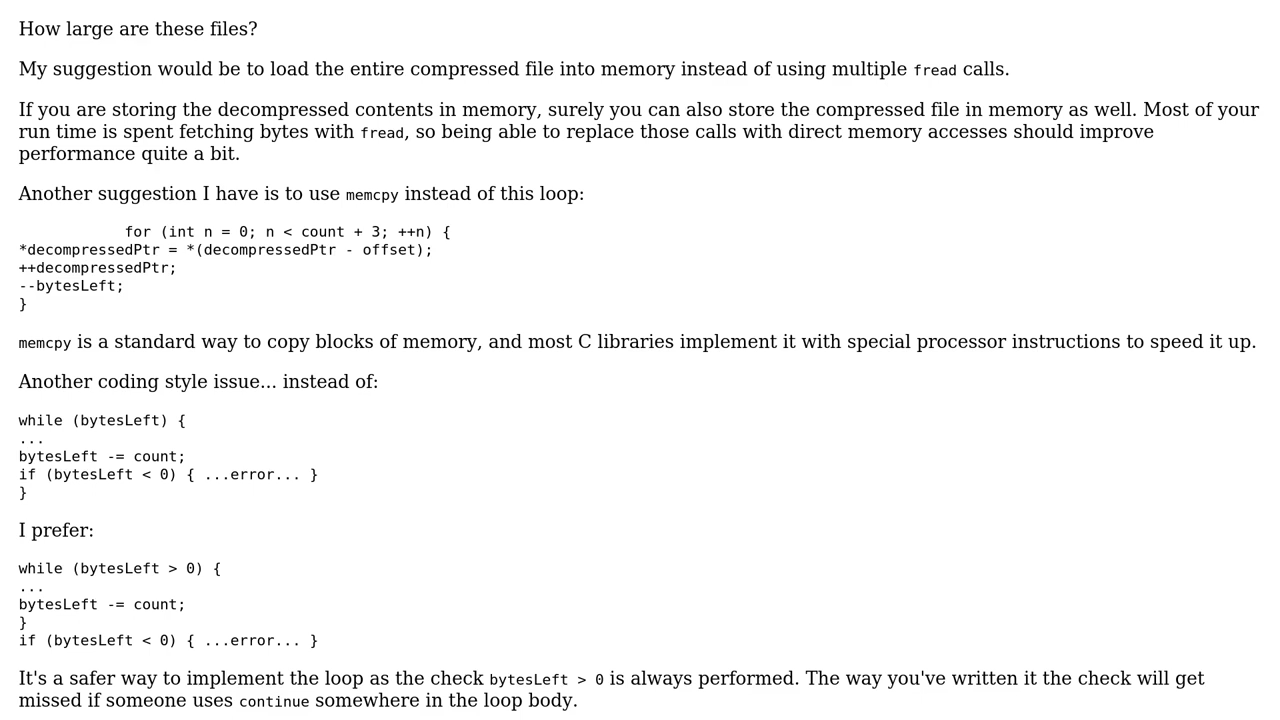 How large are these files?
My suggestion would be to load the entire compressed file into memory instead of using multiple fread calls.
If you are storing the decompressed contents in memory, surely you can also store the compressed file in memory as well. Most of your
run time is spent fetching bytes with fread, so being able to replace those calls with direct memory accesses should improve
performance quite a bit.
Another suggestion I have is to use memcpy instead of this loop:
            for (int n = 0; n < count + 3; ++n) {
*decompressedPtr = *(decompressedPtr - offset);
++decompressedPtr;
--bytesLeft;
}
memcpy is a standard way to copy blocks of memory, and most C libraries implement it with special processor instructions to speed it up.
Another coding style issue... instead of:
while (bytesLeft) {
...
bytesLeft -= count;
if (bytesLeft < 0) { ...error... }
}
I prefer:
while (bytesLeft > 0) {
...
bytesLeft -= count;
}
if (bytesLeft < 0) { ...error... }
It's a safer way to implement the loop as the check bytesLeft > 0 is always performed. The way you've written it the check will get
missed if someone uses continue somewhere in the loop body.